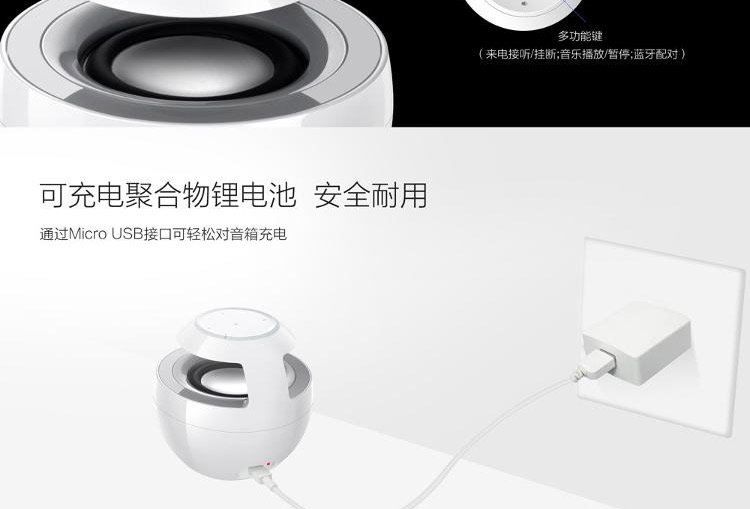 多功能键
（来电接听/挂断;音乐播放/暂停;蓝牙配对）
可充电聚合物锂电池 安全耐用
通过Micro USB接口可轻松对音箱充电